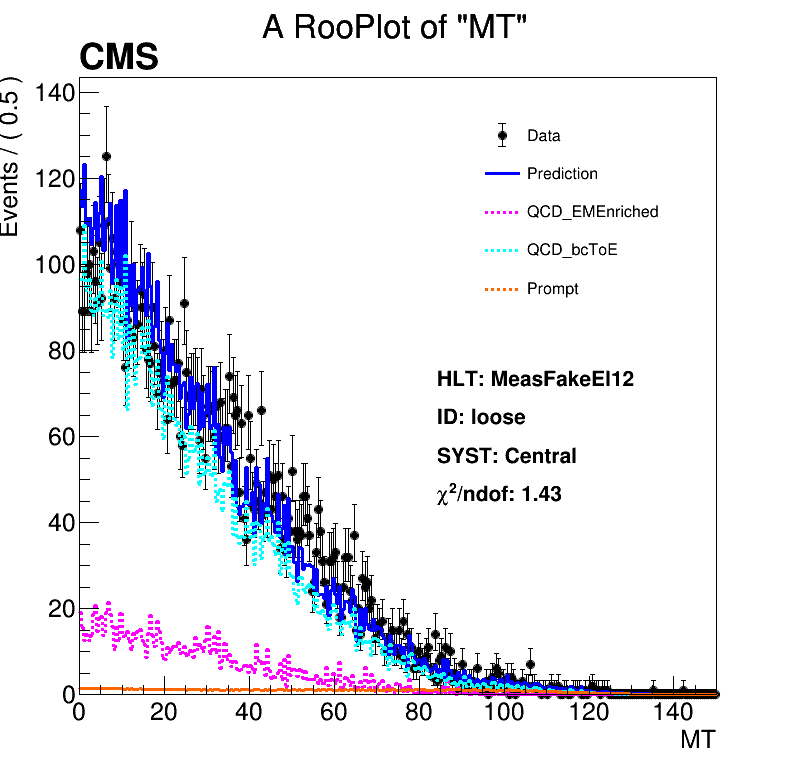 A RooPlot of "MT"
CMS
Events / ( 0.5 )
140
120
100
80
60
40
20
0
Data
Prediction
QCD_EMEnriched
QCD_bcToE
Prompt
HLT: MeasFakeEl12
ID: loose
SYST: Central
χ²/ndof: 1.43
0 20 40 60 80 100 120 140
MT